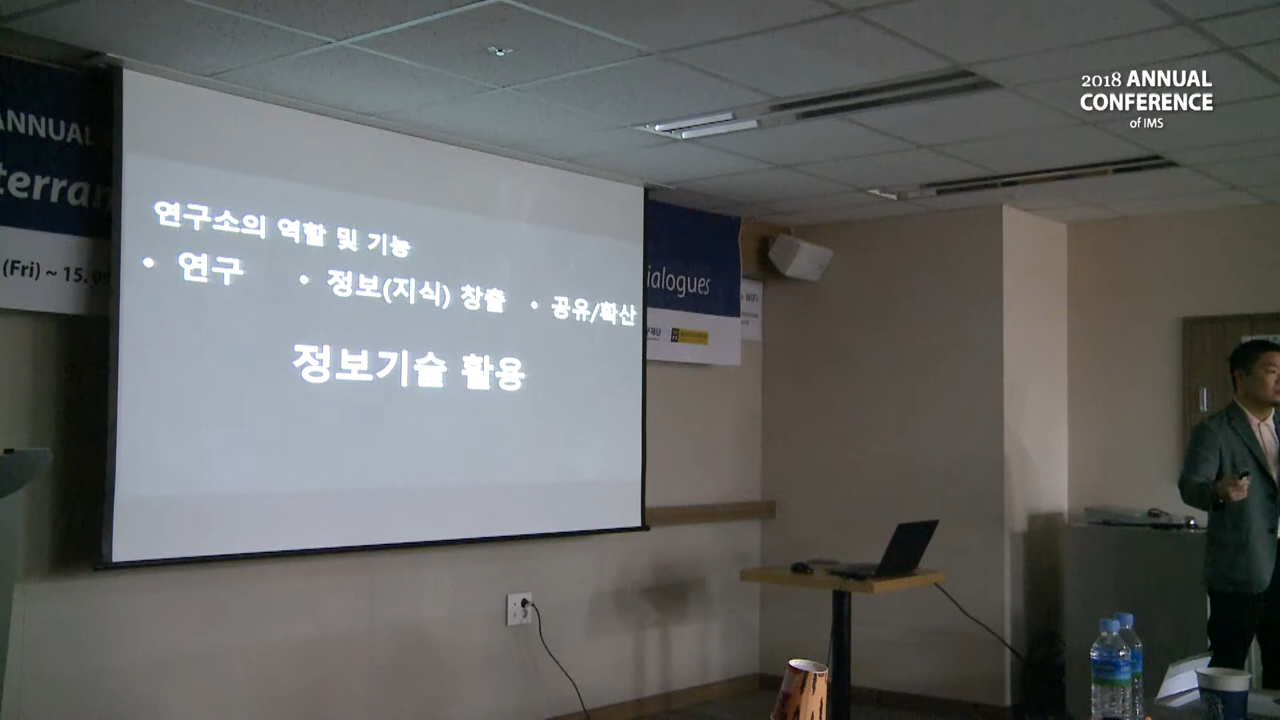 2018 ANNUAL
CONFERENCE
of IMS
ANNUAL
(Fri) ~ 15.
연구소의 역할 및 기능
• 연구 • 정보(지식) 창출 • 공유/확산
정보기술 활용
ialogues
WiFi